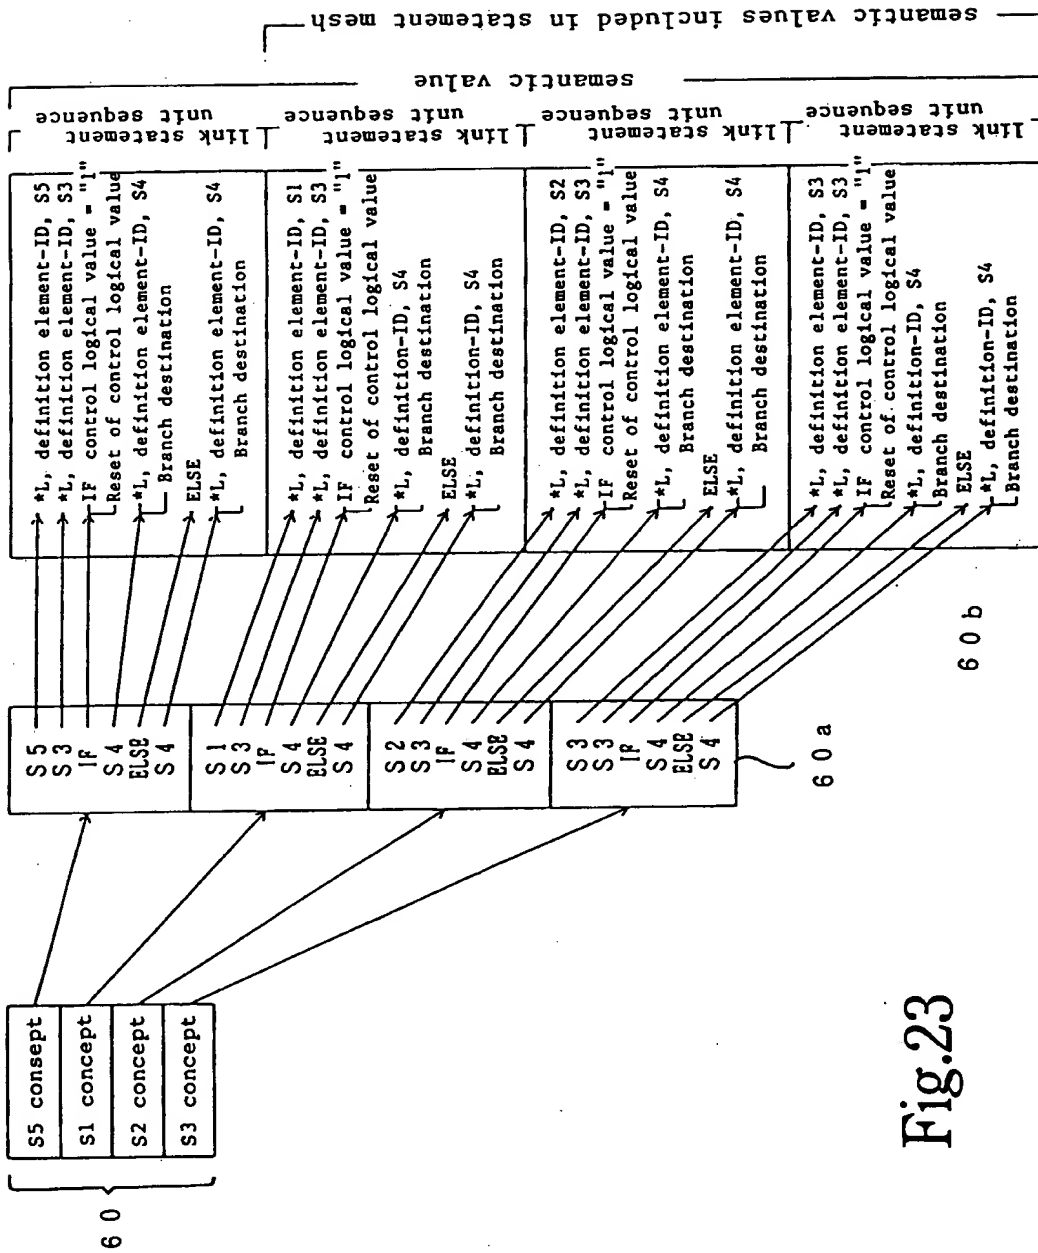 60
S5 consept
S1 concept
S2 concept
S3 concept
S5
S3
IF
S4
ELSE
S4
S1
S3
IF
S4
ELSE
S4
S2
S3
IF
S4
ELSE
S4
S3
S3
IF
S4
ELSE
S4
60a
*L, definition element-ID, S5
*L, definition element-ID, S3
IF control logical value = "1"
Reset of control logical value
*L, definition element-ID, S4
Branch destination
ELSE
*L, definition element-ID, S4
Branch destination
*L, definition element-ID, S1
*L, definition element-ID, S3
IF control logical value = "1"
Reset of control logical value
*L, definition-ID, S4
Branch destination
ELSE
*L, definition-ID, S4
Branch destination
*L, definition element-ID, S2
*L, definition element-ID, S3
IF control logical value = "1"
Reset of control logical value
*L, definition element-ID, S4
Branch destination
ELSE
*L, definition element-ID, S4
Branch destination
*L, definition element-ID, S3
*L, definition element-ID, S3
IF control logical value = "1"
Reset of control logical value
*L, definition-ID, S4
Branch destination
ELSE
*L, definition-ID, S4
Branch destination
60b
link statement
unit sequence
link statement
unit sequence
link statement
unit sequence
link statement
unit sequence
semantic value
semantic values included in statement mesh
Fig.23